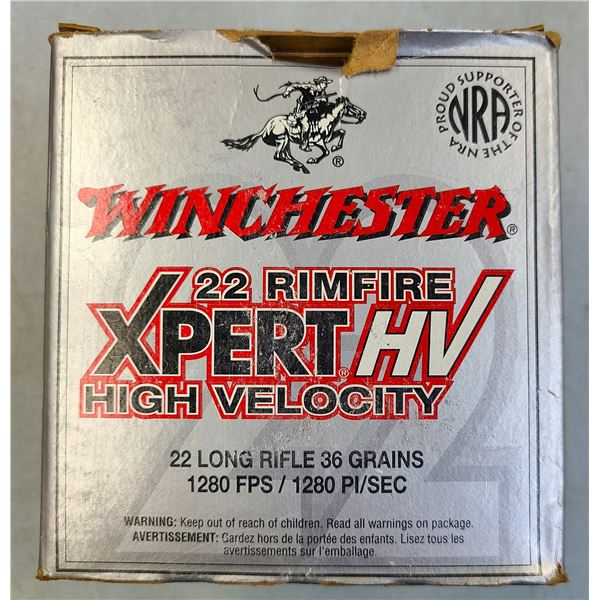 PROUD SUPPORTER OF THE NRA
NRA
®
WINCHESTER®
22
22 RIMFIRE
XPERT® HV
HIGH VELOCITY
22 LONG RIFLE 36 GRAINS
1280 FPS / 1280 PI/SEC
WARNING: Keep out of reach of children. Read all warnings on package.
AVERTISSEMENT: Gardez hors de la portée des enfants. Lisez tous les
avertissements sur l'emballage.